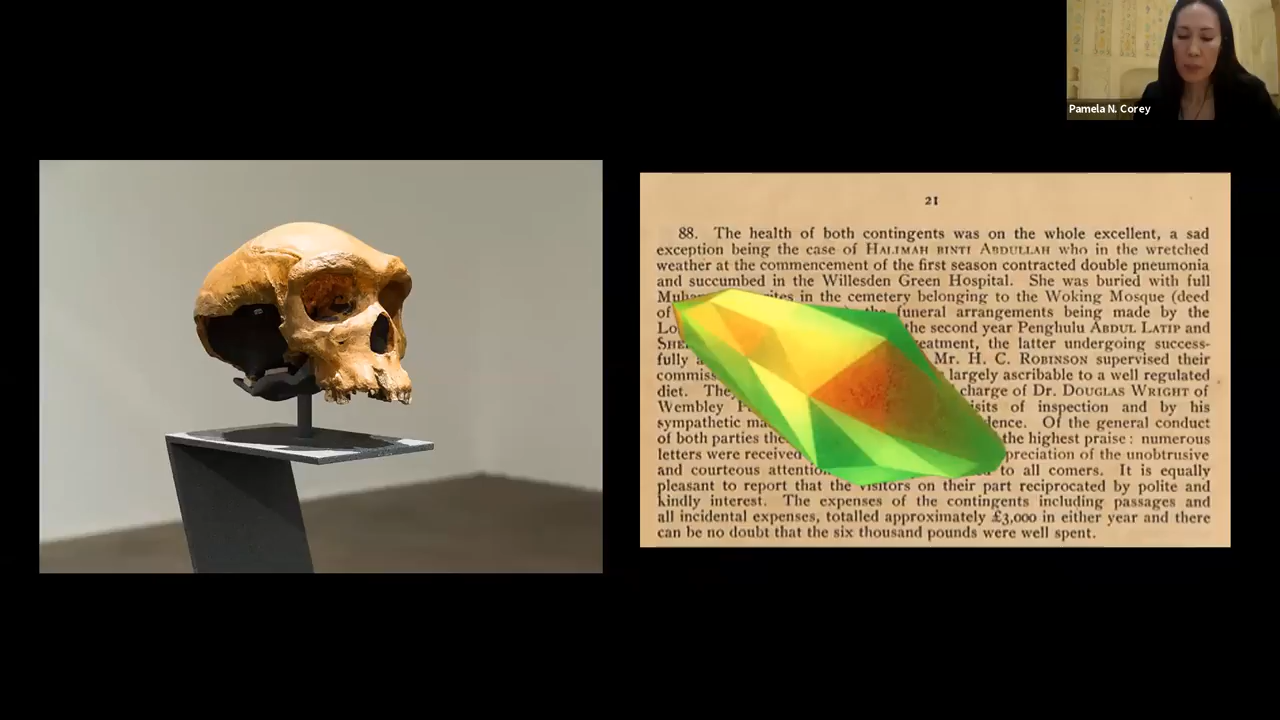 Pamela N. Corey
21
88. The health of both contingents was on the whole excellent, a sad
exception being the case of HALIMAH BINTI ABDULLAH who in the wretched
weather at the commencement of the first season contracted double pneumonia
and succumbed in the Willesden Green Hospital. She was buried with full
in the cemetery belonging to the Woking Mosque (deed
of funeral arrangements being made by the
the second year Penghulu ABDUL LATIP and
the latter undergoing success-
fully Mr. H. C. ROBINSON supervised their
largely ascribable to a well regulated
diet. charge of Dr. DOUGLAS WRIGHT of
Wembley of inspection and by his
sympathetic Of the general conduct
of both parties the highest praise: numerous
letters were received of the unobtrusive
and courteous to all comers. It is equally
pleasant to report that the visitors on their part reciprocated by polite and
kindly interest. The expenses of the contingents including passages and
all incidental expenses, totalled approximately £3,000 in either year and there
can be no doubt that the six thousand pounds were well spent.